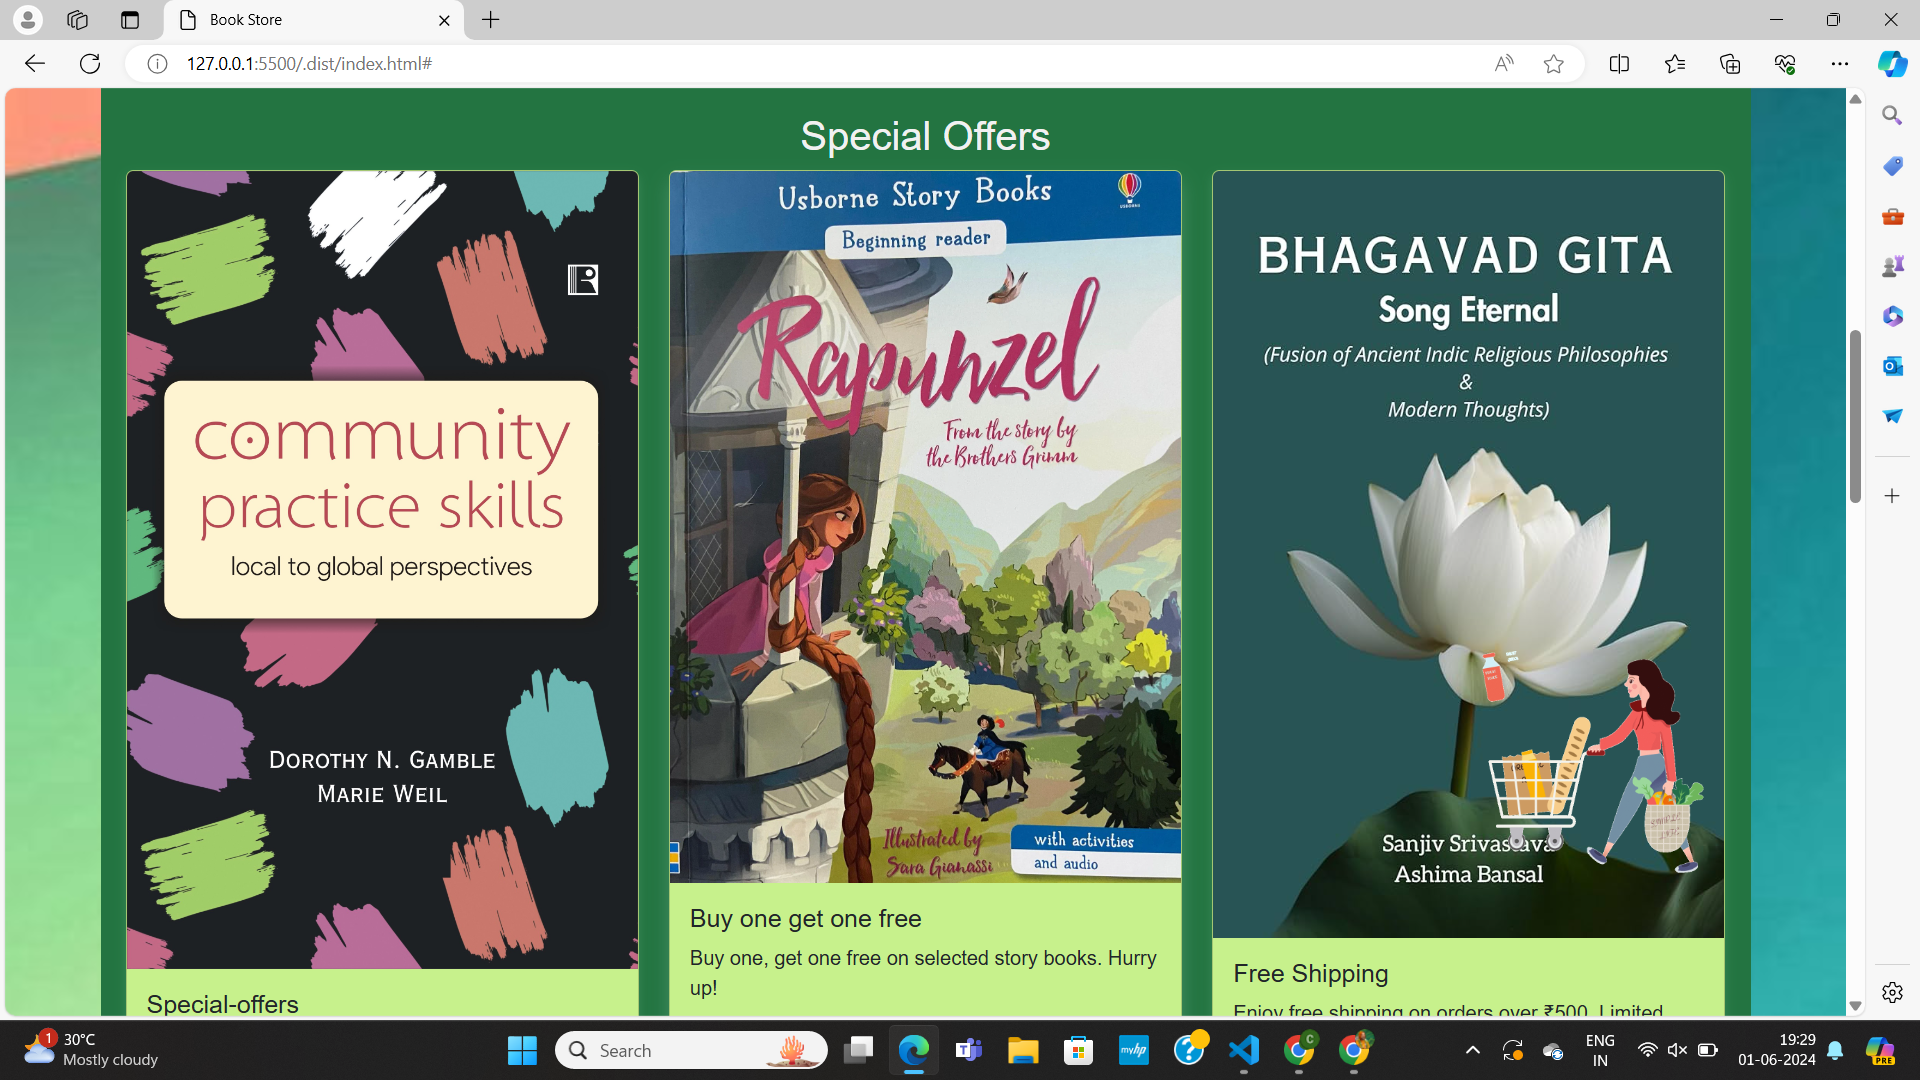 Book Store
127.0.0.1:5500/.dist/index.html#
Special Offers
community
practice skills
local to global perspectives
DOROTHY N. GAMBLE
MARIE WEIL
Special-offers
Usborne Story Books
USBORNE
Beginning reader
Rapunzel
From the story by
the Brothers Grimm
Illustrated by
Sara Gianassi
with activities
and audio
Buy one get one free
Buy one, get one free on selected story books. Hurry
up!
BHAGAVAD GITA
Song Eternal
(Fusion of Ancient Indic Religious Philosophies
&
Modern Thoughts)
Sanjiv Srivastava
Ashima Bansal
Free Shipping
Enjoy free shipping on orders over ₹500. Limited
1
30°C
Mostly cloudy
Search
myhp
C
ENG
IN
19:29
01-06-2024
PRE